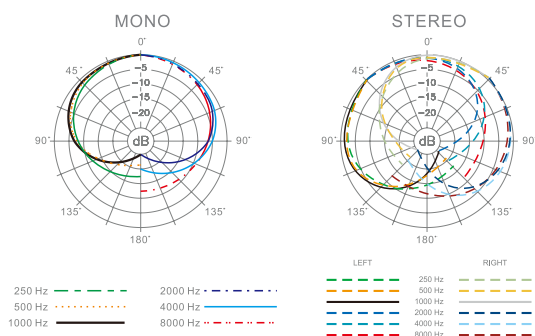 MONO
0°
45° 45°
−5
−10
−15
−20
90° dB 90°
135° 135°
180°
250 Hz 2000 Hz
500 Hz 4000 Hz
1000 Hz 8000 Hz
STEREO
0°
45° 45°
−5
−10
−15
−20
90° dB 90°
135° 135°
180°
LEFT RIGHT
250 Hz
500 Hz
1000 Hz
2000 Hz
4000 Hz
8000 Hz